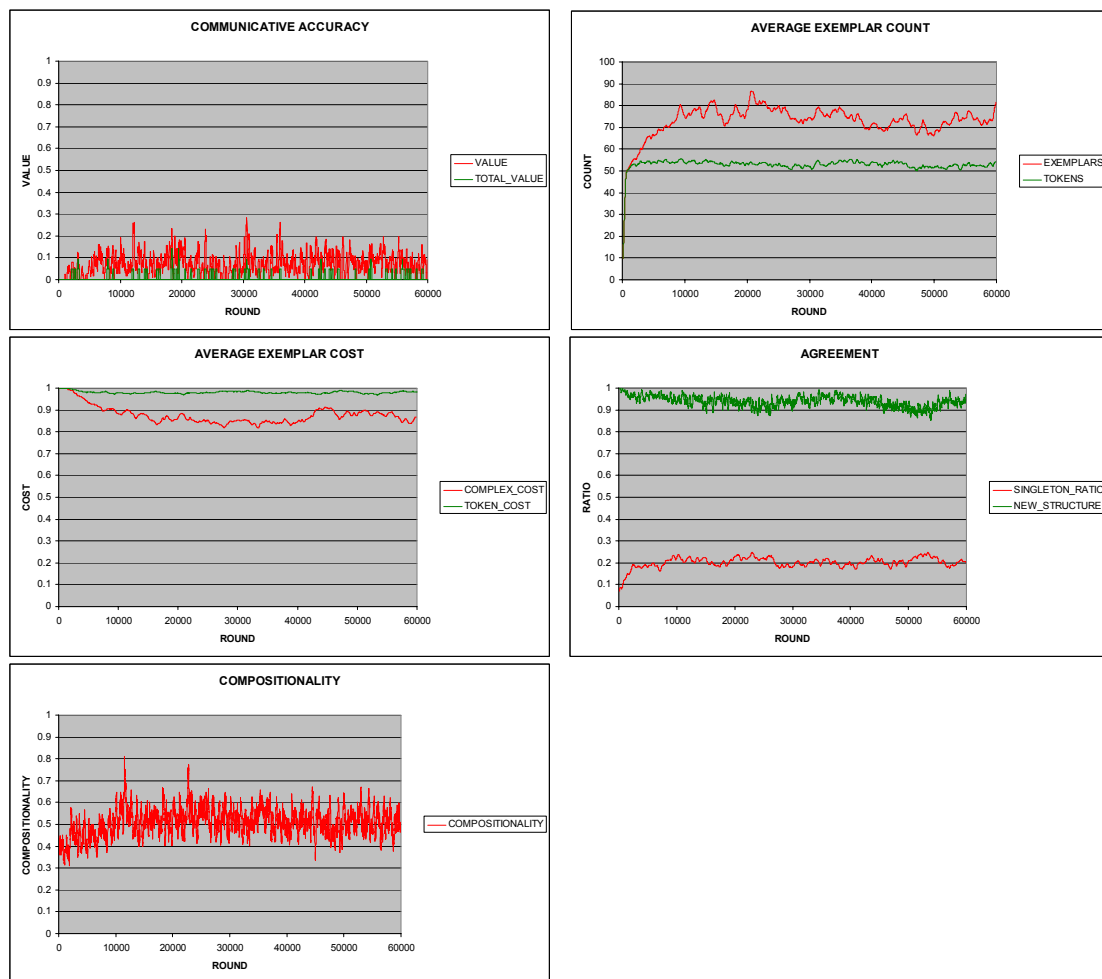 COMMUNICATIVE ACCURACY
1
0.9
0.8
0.7
0.6
0.5
0.4
0.3
0.2
0.1
0
VALUE
0 10000 20000 30000 40000 50000 60000
ROUND
VALUE
TOTAL_VALUE
AVERAGE EXEMPLAR COUNT
100
90
80
70
60
50
40
30
20
10
0
COUNT
0 10000 20000 30000 40000 50000 60000
ROUND
EXEMPLARS
TOKENS
AVERAGE EXEMPLAR COST
1
0.9
0.8
0.7
0.6
0.5
0.4
0.3
0.2
0.1
0
COST
0 10000 20000 30000 40000 50000 60000
ROUND
COMPLEX_COST
TOKEN_COST
AGREEMENT
1
0.9
0.8
0.7
0.6
0.5
0.4
0.3
0.2
0.1
0
RATIO
0 10000 20000 30000 40000 50000 60000
ROUND
SINGLETON_RATIO
NEW_STRUCTURE
COMPOSITIONALITY
1
0.9
0.8
0.7
0.6
0.5
0.4
0.3
0.2
0.1
0
COMPOSITIONALITY
0 10000 20000 30000 40000 50000 60000
ROUND
COMPOSITIONALITY